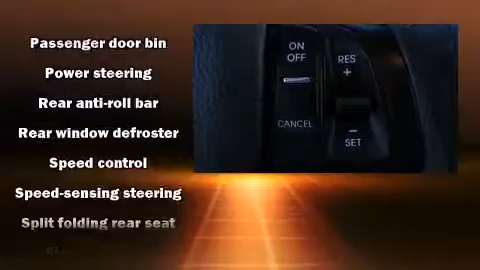 Passenger door bin
Power steering
Rear anti-roll bar
Rear window defroster
Speed control
Speed-sensing steering
Split folding rear seat
ON
OFF
CANCEL
RES
+
–
SET